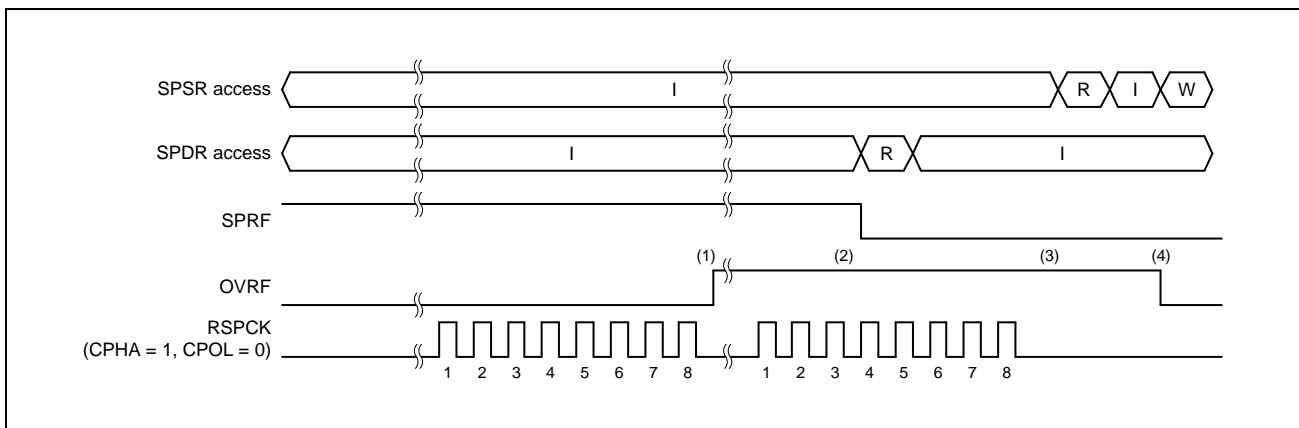 SPSR access I R I W
SPDR access I R I
SPRF
(1) (2) (3) (4)
OVRF
RSPCK
(CPHA = 1, CPOL = 0)
1 2 3 4 5 6 7 8 1 2 3 4 5 6 7 8